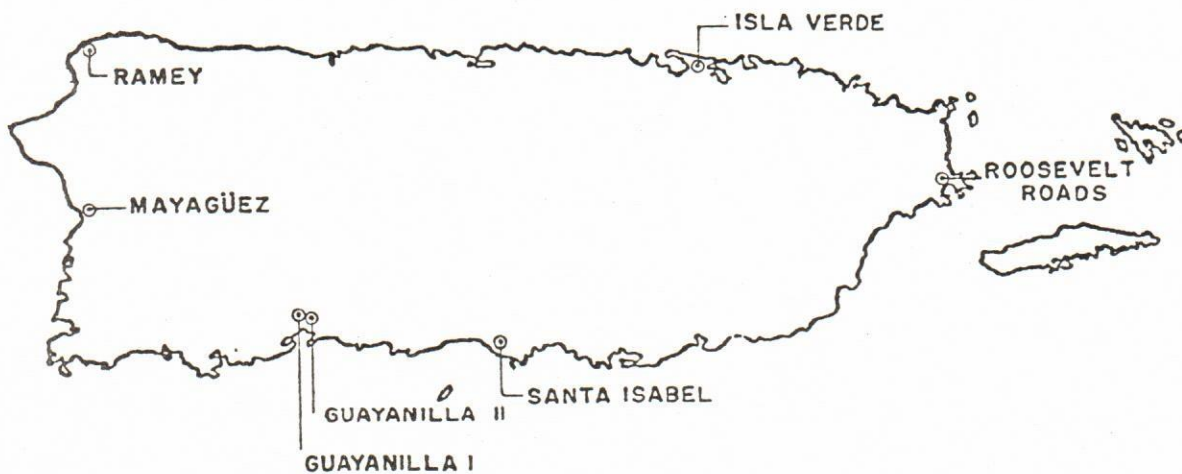 ISLA VERDE
RAMEY
ROOSEVELT
ROADS
MAYAGÜEZ
SANTA ISABEL
GUAYANILLA II
GUAYANILLA I